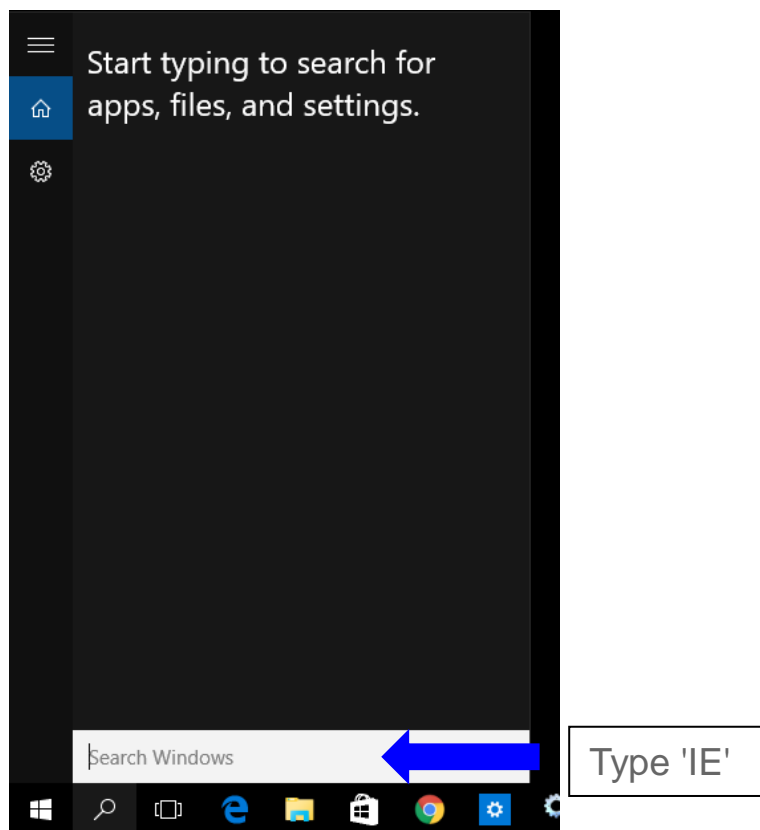 Start typing to search for
apps, files, and settings.
Search Windows
Type 'IE'